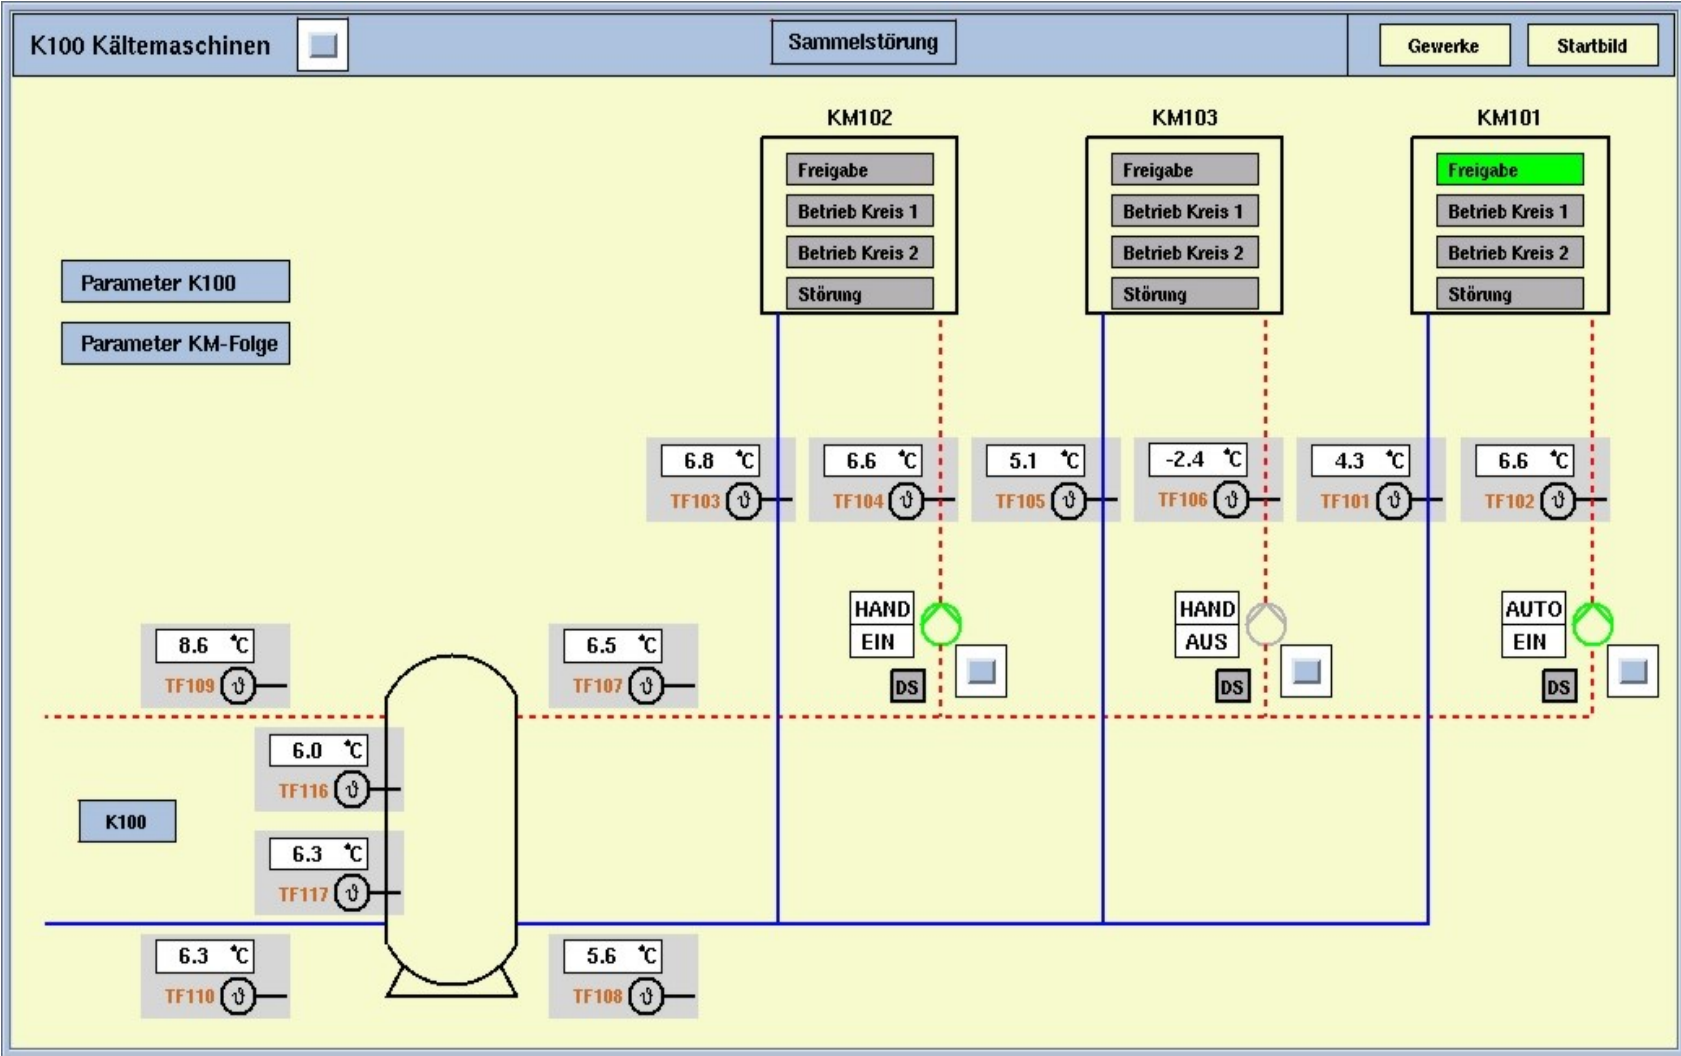 K100 Kältemaschinen
Sammelstörung
Gewerke
Startbild
KM102
Freigabe
Betrieb Kreis 1
Betrieb Kreis 2
Störung
KM103
Freigabe
Betrieb Kreis 1
Betrieb Kreis 2
Störung
KM101
Freigabe
Betrieb Kreis 1
Betrieb Kreis 2
Störung
Parameter K100
Parameter KM-Folge
6.8 °C
TF103 ϑ
6.6 °C
TF104 ϑ
5.1 °C
TF105 ϑ
-2.4 °C
TF106 ϑ
4.3 °C
TF101 ϑ
6.6 °C
TF102 ϑ
HAND
EIN
DS
HAND
AUS
DS
AUTO
EIN
DS
8.6 °C
TF109 ϑ
6.5 °C
TF107 ϑ
6.0 °C
TF116 ϑ
K100
6.3 °C
TF117 ϑ
6.3 °C
TF110 ϑ
5.6 °C
TF108 ϑ